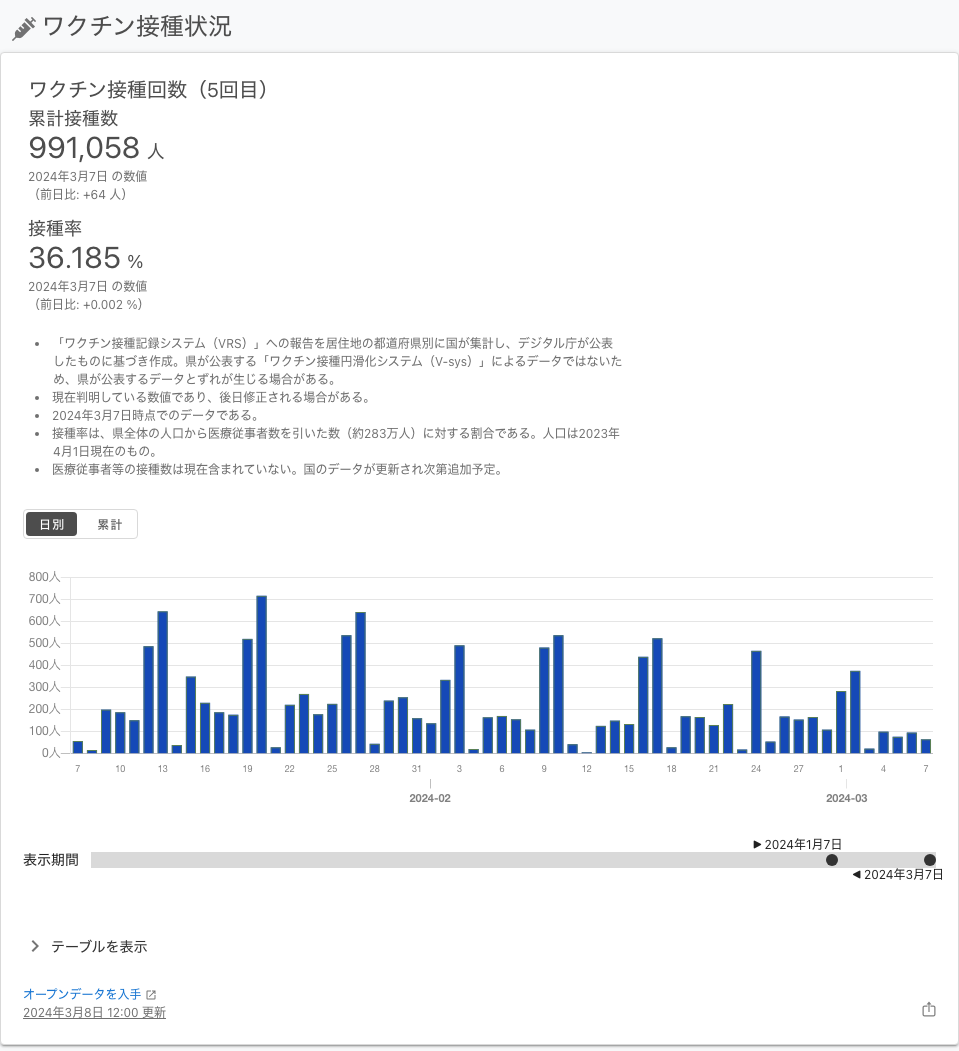 ワクチン接種状況
ワクチン接種回数（5回目）
累計接種数
991,058 人
2024年3月7日 の数値
（前日比: +64 人）
接種率
36.185 %
2024年3月7日 の数値
（前日比: +0.002 %）
• 「ワクチン接種記録システム（VRS）」への報告を居住地の都道府県別に国が集計し、デジタル庁が公表
したものに基づき作成。県が公表する「ワクチン接種円滑化システム（V-sys）」によるデータではないた
め、県が公表するデータとずれが生じる場合がある。
• 現在判明している数値であり、後日修正される場合がある。
• 2024年3月7日時点でのデータである。
• 接種率は、県全体の人口から医療従事者数を引いた数（約283万人）に対する割合である。人口は2023年
4月1日現在のもの。
• 医療従事者等の接種数は現在含まれていない。国のデータが更新され次第追加予定。
日別 累計
800人
700人
600人
500人
400人
300人
200人
100人
0人
7 10 13 16 19 22 25 28 31 3 6 9 12 15 18 21 24 27 1 4 7
2024-02 2024-03
▶ 2024年1月7日
表示期間
◀ 2024年3月7日
テーブルを表示
オープンデータを入手
2024年3月8日 12:00 更新